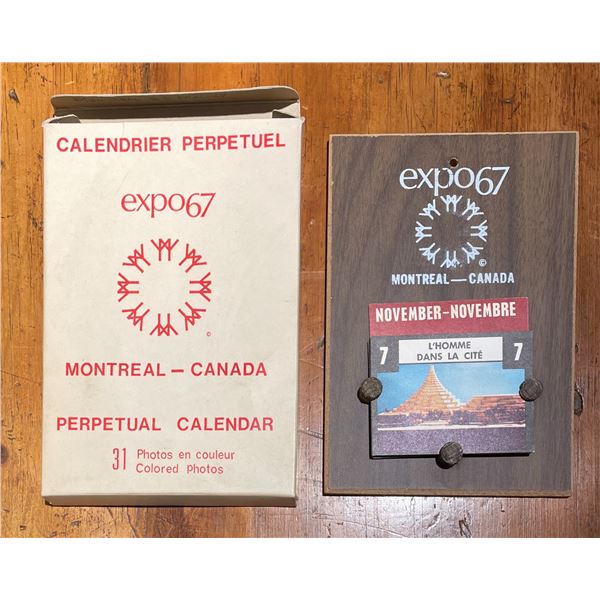 CALENDRIER PERPETUEL
expo67
©
MONTREAL — CANADA
PERPETUAL CALENDAR
31 Photos en couleur
Colored Photos
expo67
©
MONTREAL — CANADA
NOVEMBER-NOVEMBRE
7 L'HOMME 7
DANS LA CITÉ